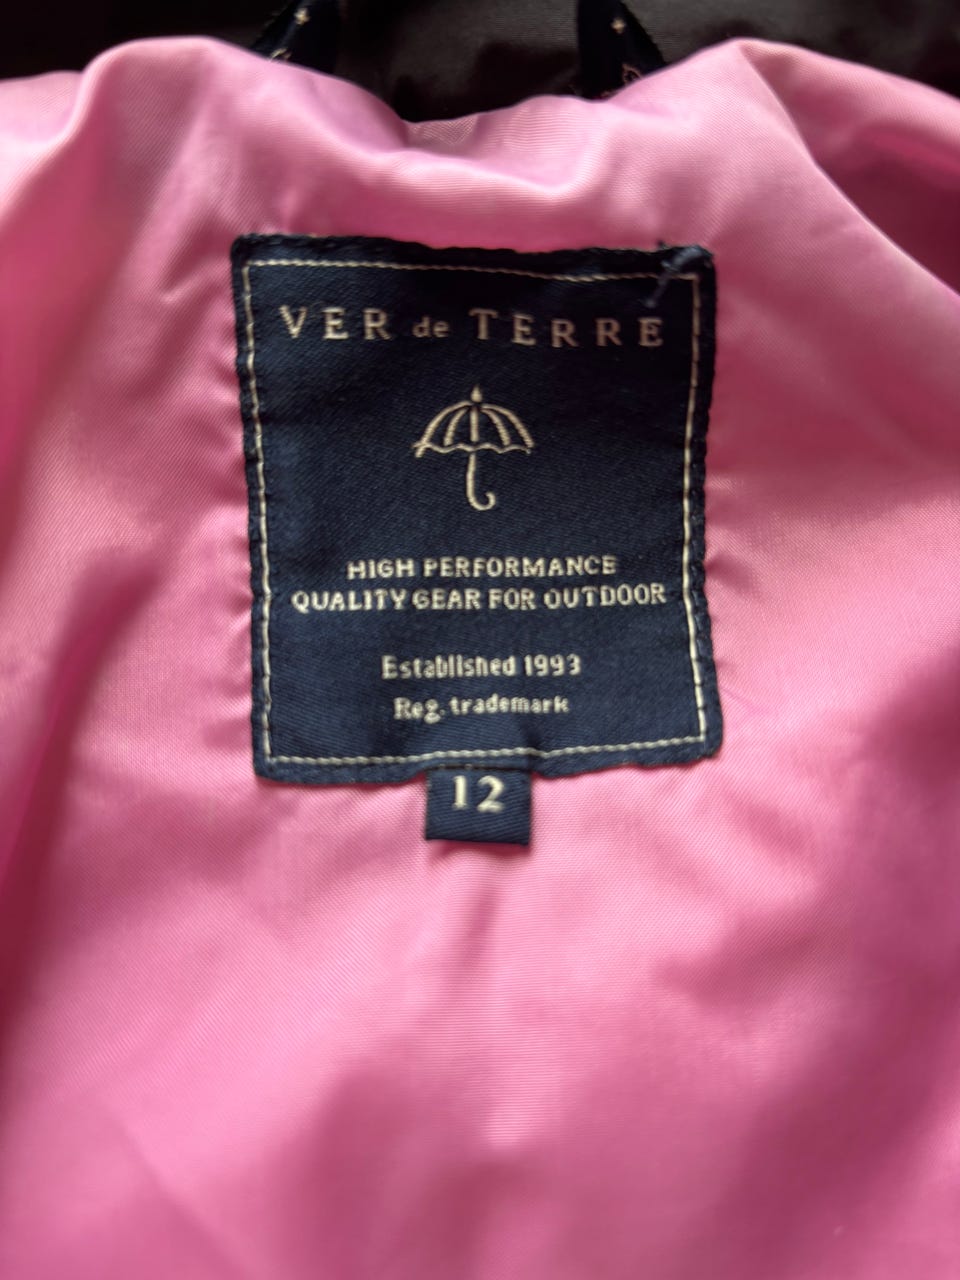 VER de TERRE
HIGH PERFORMANCE
QUALITY GEAR FOR OUTDOOR
Established 1993
Reg. trademark
12